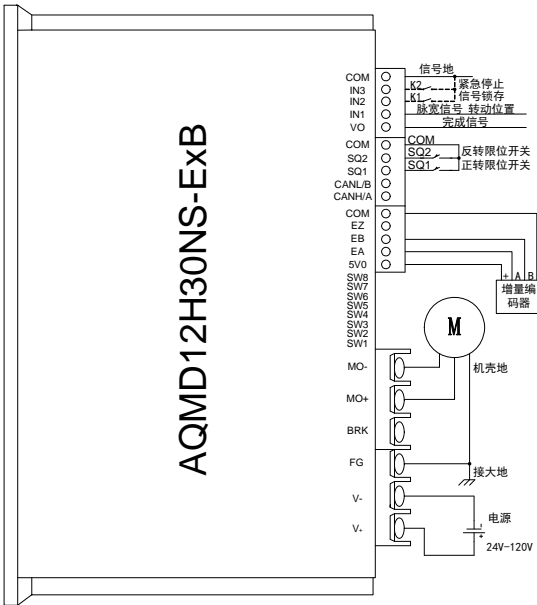 AQMD12H30NS-ExB
COM 信号地
IN3 K2 紧急停止
IN2 K1 信号锁存
IN1 脉宽信号 转动位置
VO 完成信号
COM COM
SQ2 SQ2 反转限位开关
SQ1 SQ1 正转限位开关
CANL/B
CANH/A
COM
EZ
EB
EA
5V0 + A B
增量编
码器
SW8
SW7
SW6
SW5
SW4
SW3
SW2
SW1
M
MO- 机壳地
MO+
BRK
FG 接大地
V-
电源
V+ +
24V-120V